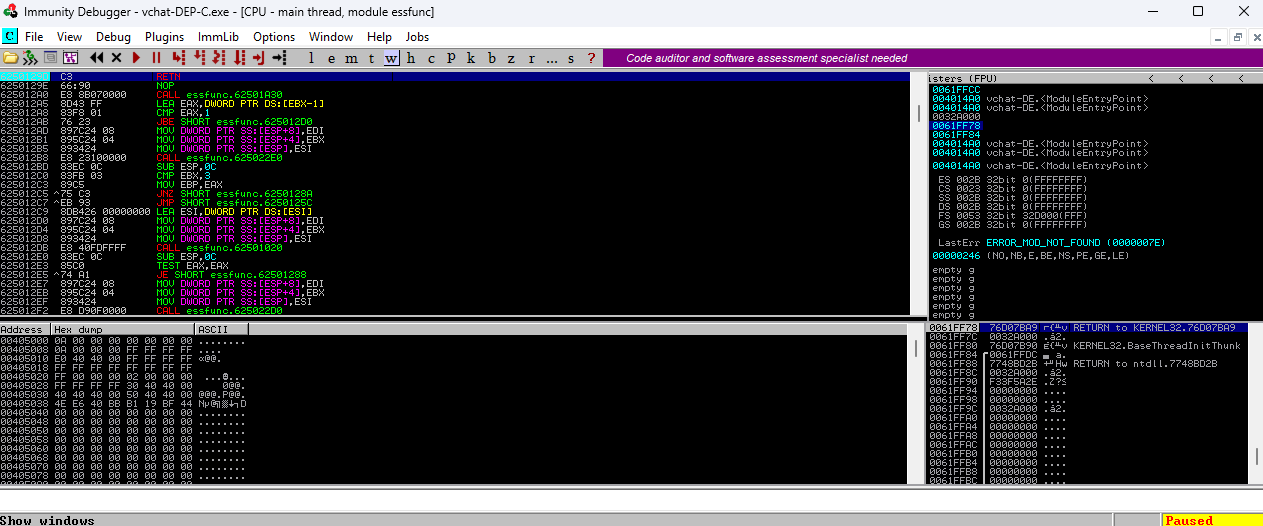 Immunity Debugger - vchat-DEP-C.exe - [CPU - main thread, module essfunc]
C File View Debug Plugins ImmLib Options Window Help Jobs
l e m t w h c p k b z r ... s ? Code auditor and software assessment specialist needed
C3 RETN
6250129E 66:90 NOP
625012A0 E8 8B070000 CALL essfunc.62501A30
625012A5 8D43 FF LEA EAX,DWORD PTR DS:[EBX-1]
625012A8 83F8 01 CMP EAX,1
625012AB 76 23 JBE SHORT essfunc.625012D0
625012AD 897C24 08 MOV DWORD PTR SS:[ESP+8],EDI
625012B1 895C24 04 MOV DWORD PTR SS:[ESP+4],EBX
625012B5 893424 MOV DWORD PTR SS:[ESP],ESI
625012B8 E8 23100000 CALL essfunc.625022E0
625012BD 83EC 0C SUB ESP,0C
625012C0 83FB 03 CMP EBX,3
625012C3 89C5 MOV EBP,EAX
625012C5 ^75 C3 JNZ SHORT essfunc.6250128A
625012C7 ^EB 93 JMP SHORT essfunc.6250125C
625012C9 8DB426 00000000 LEA ESI,DWORD PTR DS:[ESI]
625012D0 897C24 08 MOV DWORD PTR SS:[ESP+8],EDI
625012D4 895C24 04 MOV DWORD PTR SS:[ESP+4],EBX
625012D8 893424 MOV DWORD PTR SS:[ESP],ESI
625012DB E8 40FDFFFF CALL essfunc.62501020
625012E0 83EC 0C SUB ESP,0C
625012E3 85C0 TEST EAX,EAX
625012E5 ^74 A1 JE SHORT essfunc.62501288
625012E7 897C24 08 MOV DWORD PTR SS:[ESP+8],EDI
625012EB 895C24 04 MOV DWORD PTR SS:[ESP+4],EBX
625012EF 893424 MOV DWORD PTR SS:[ESP],ESI
625012F2 E8 D90F0000 CALL essfunc.625022D0
isters (FPU) < < < <
0061FFCC
004014A0 vchat-DE.<ModuleEntryPoint>
004014A0 vchat-DE.<ModuleEntryPoint>
0032A000
0061FF78
0061FF84
004014A0 vchat-DE.<ModuleEntryPoint>
004014A0 vchat-DE.<ModuleEntryPoint>
004014A0 vchat-DE.<ModuleEntryPoint>
ES 002B 32bit 0(FFFFFFFF)
CS 0023 32bit 0(FFFFFFFF)
SS 002B 32bit 0(FFFFFFFF)
DS 002B 32bit 0(FFFFFFFF)
FS 0053 32bit 32D000(FFF)
GS 002B 32bit 0(FFFFFFFF)
LastErr ERROR_MOD_NOT_FOUND (0000007E)
00000246 (NO,NB,E,BE,NS,PE,GE,LE)
empty g
empty g
empty g
empty g
empty g
empty g
Address Hex dump ASCII
00405000 0A 00 00 00 00 00 00 00 ........
00405008 0A 00 00 00 FF FF FF FF ....
00405010 E0 40 40 00 FF FF FF FF α@@.
00405018 FF FF FF FF FF FF FF FF
00405020 FF 00 00 00 02 00 00 00
00405028 FF FF FF FF 30 40 40 00 0@@.
00405030 40 40 40 00 50 40 40 00 @@@.P@@.
00405038 4E E6 40 BB B1 19 BF 44
00405040 00 00 00 00 00 00 00 00 ........
00405048 00 00 00 00 00 00 00 00 ........
00405050 00 00 00 00 00 00 00 00 ........
00405058 00 00 00 00 00 00 00 00 ........
00405060 00 00 00 00 00 00 00 00 ........
00405068 00 00 00 00 00 00 00 00 ........
00405070 00 00 00 00 00 00 00 00 ........
00405078 00 00 00 00 00 00 00 00 ........
0061FF78 76D07BA9 RETURN to KERNEL32.76D07BA9
0061FF7C 0032A000 .á2.
0061FF80 76D07B90 KERNEL32.BaseThreadInitThunk
0061FF84 0061FFDC
0061FF88 7748BD2B RETURN to ntdll.7748BD2B
0061FF8C 0032A000 .á2.
0061FF90 F33F5A2E
0061FF94 00000000 ....
0061FF98 00000000 ....
0061FF9C 0032A000 .á2.
0061FFA0 00000000 ....
0061FFA4 00000000 ....
0061FFA8 00000000 ....
0061FFAC 00000000 ....
0061FFB0 00000000 ....
0061FFB4 00000000 ....
0061FFB8 00000000 ....
0061FFBC 00000000 ....
Show windows
Paused